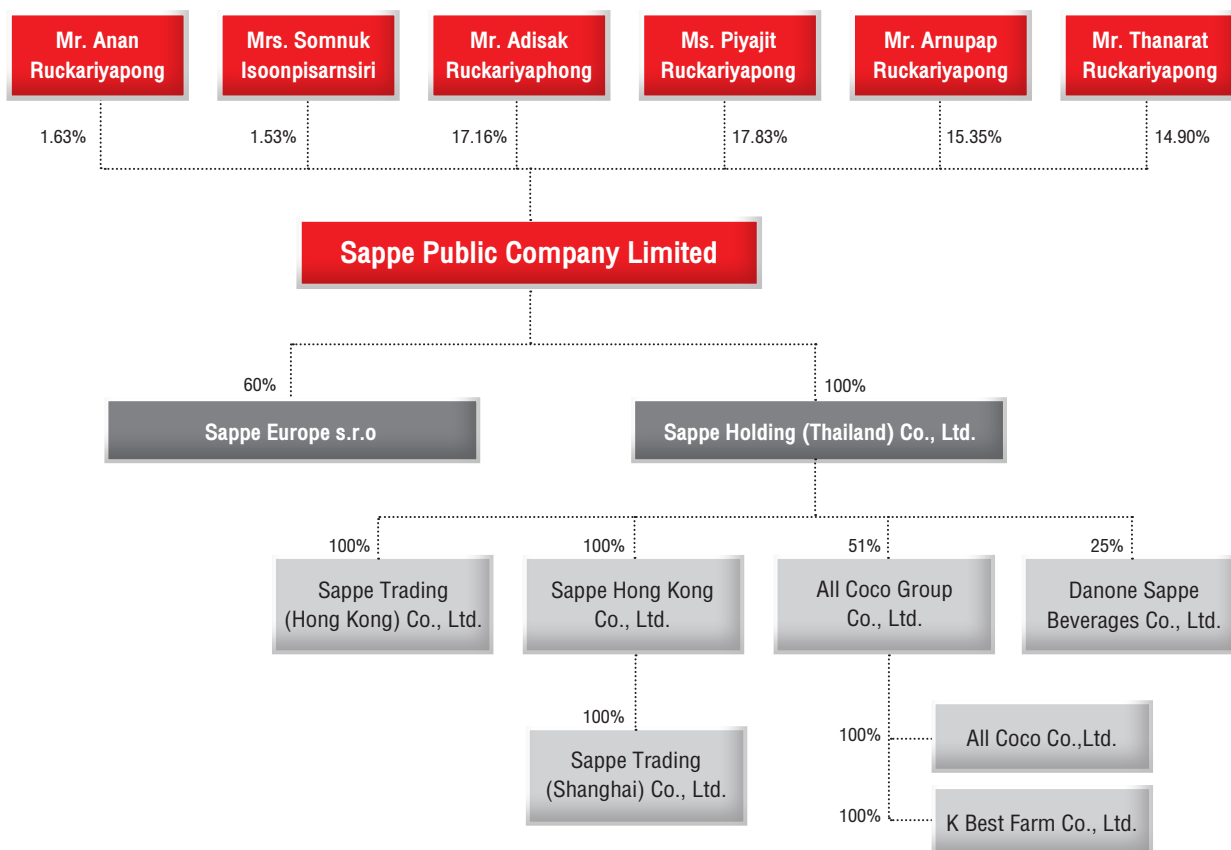 Mr. Anan
Ruckariyapong
Mrs. Somnuk
Isoonpisarnsiri
Mr. Adisak
Ruckariyaphong
Ms. Piyajit
Ruckariyapong
Mr. Arnupap
Ruckariyapong
Mr. Thanarat
Ruckariyapong
1.63%
1.53%
17.16%
17.83%
15.35%
14.90%
Sappe Public Company Limited
60%
100%
Sappe Europe s.r.o
Sappe Holding (Thailand) Co., Ltd.
100%
100%
51%
25%
Sappe Trading
(Hong Kong) Co., Ltd.
Sappe Hong Kong
Co., Ltd.
All Coco Group
Co., Ltd.
Danone Sappe
Beverages Co., Ltd.
100%
Sappe Trading
(Shanghai) Co., Ltd.
100%
All Coco Co.,Ltd.
100%
K Best Farm Co., Ltd.